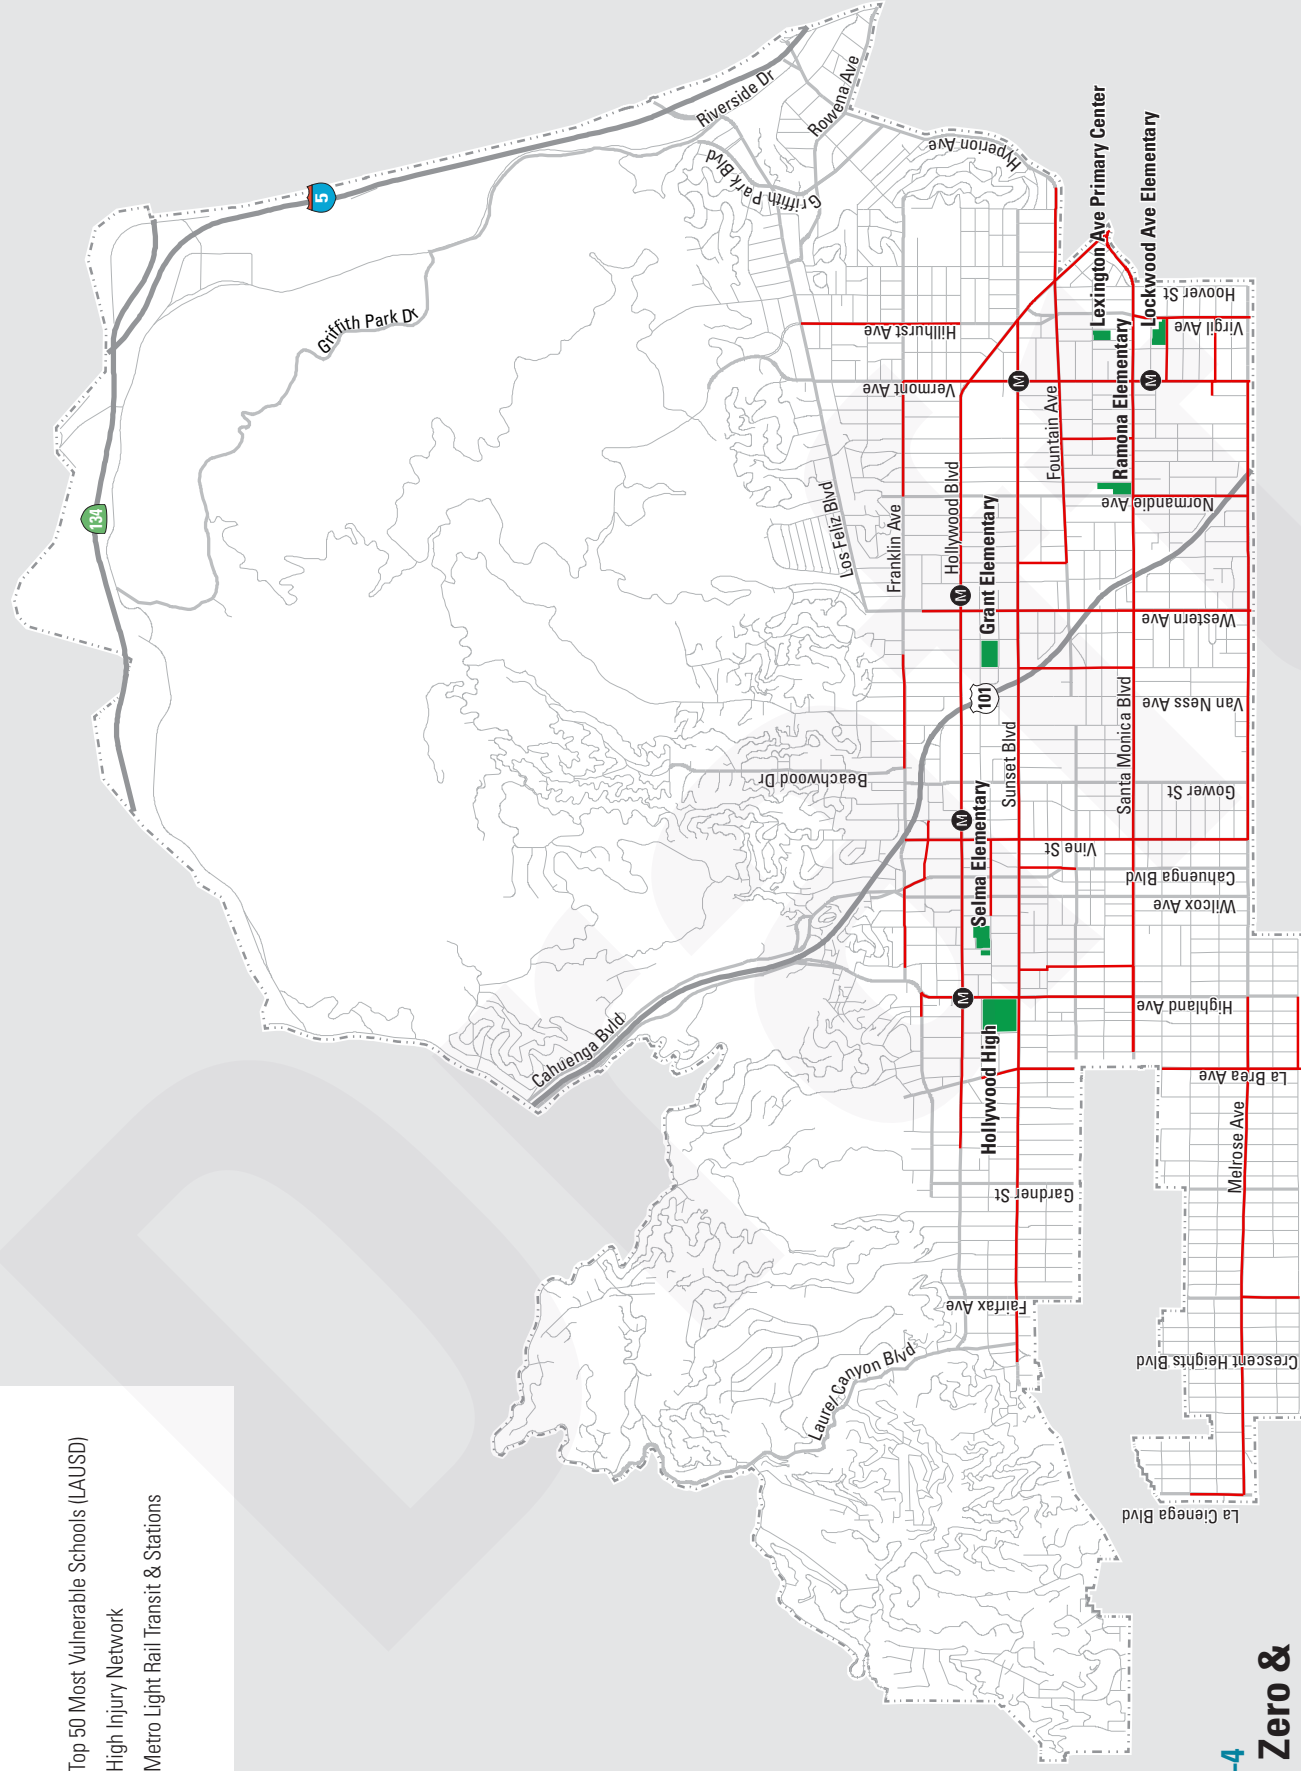 Top 50 Most Vulnerable Schools (LAUSD)
High Injury Network
Metro Light Rail Transit & Stations
–4
Zero &
134
5
101
Griffith Park Dr
Riverside Dr
Rowena Ave
Griffith Park Blvd
Hyperion Ave
Los Feliz Blvd
Hillhurst Ave
Vermont Ave
Franklin Ave
Hollywood Blvd
Fountain Ave
Sunset Blvd
Santa Monica Blvd
Melrose Ave
Hoover St
Virgil Ave
Normandie Ave
Western Ave
Van Ness Ave
Gower St
Beachwood Dr
Vine St
Cahuenga Blvd
Wilcox Ave
Highland Ave
La Brea Ave
Gardner St
Fairfax Ave
Crescent Heights Blvd
La Cienega Blvd
Laurel Canyon Blvd
Cahuenga Bvld
Lexington Ave Primary Center
Lockwood Ave Elementary
Ramona Elementary
Grant Elementary
Selma Elementary
Hollywood High
M
M
M
M
M